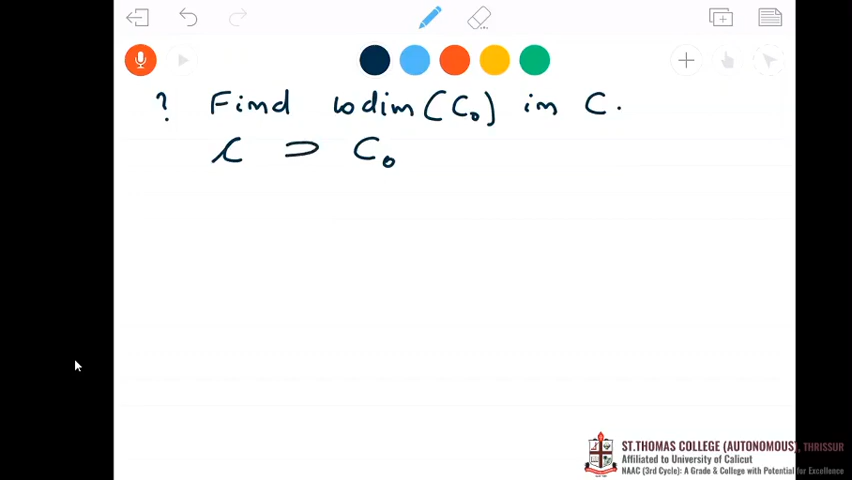 ? Find codim(C₀) in C.
C ⊃ C₀
ST.THOMAS COLLEGE (AUTONOMOUS), THRISSUR
Affiliated to University of Calicut
NAAC (3rd Cycle): A Grade & College with Potential for Excellence